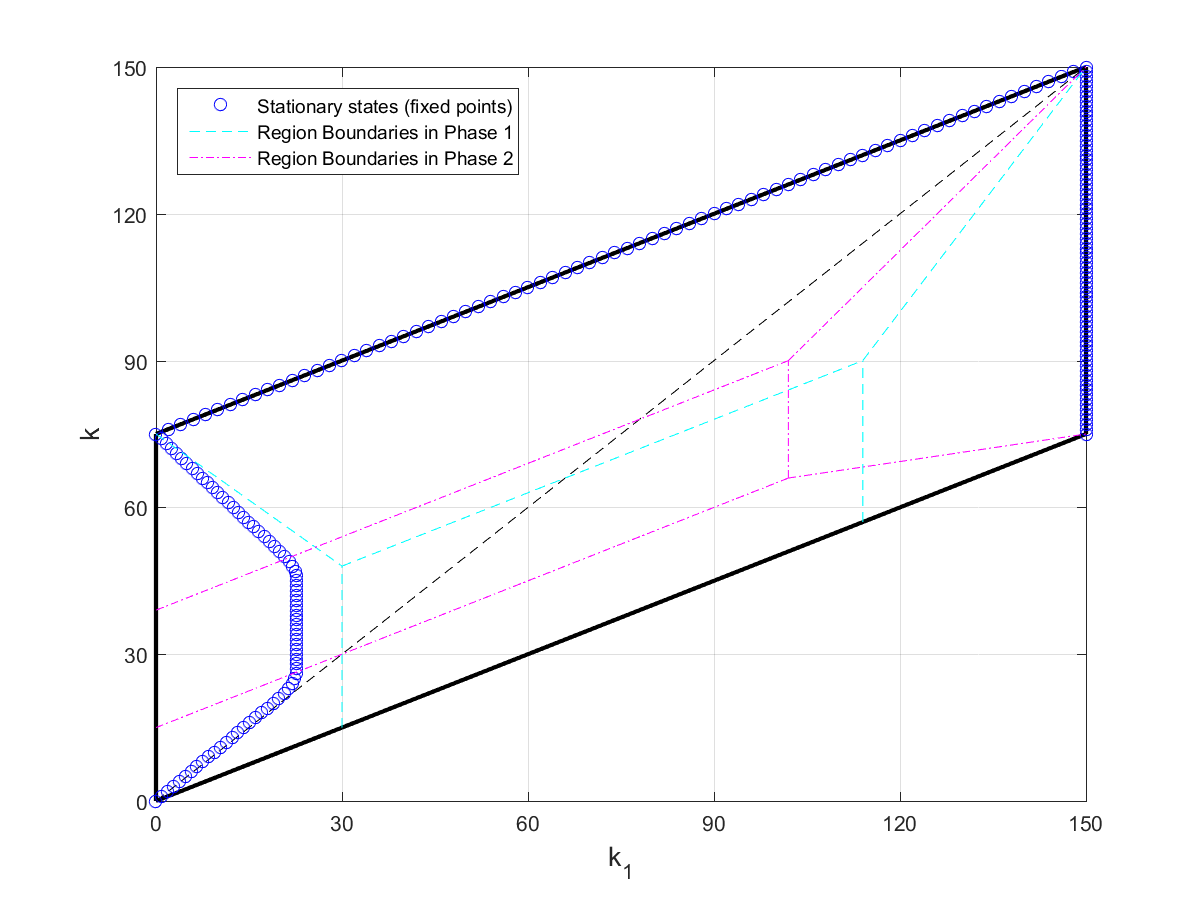 150
120
90
60
30
0
k
Stationary states (fixed points)
Region Boundaries in Phase 1
Region Boundaries in Phase 2
0 30 60 90 120 150
k_1